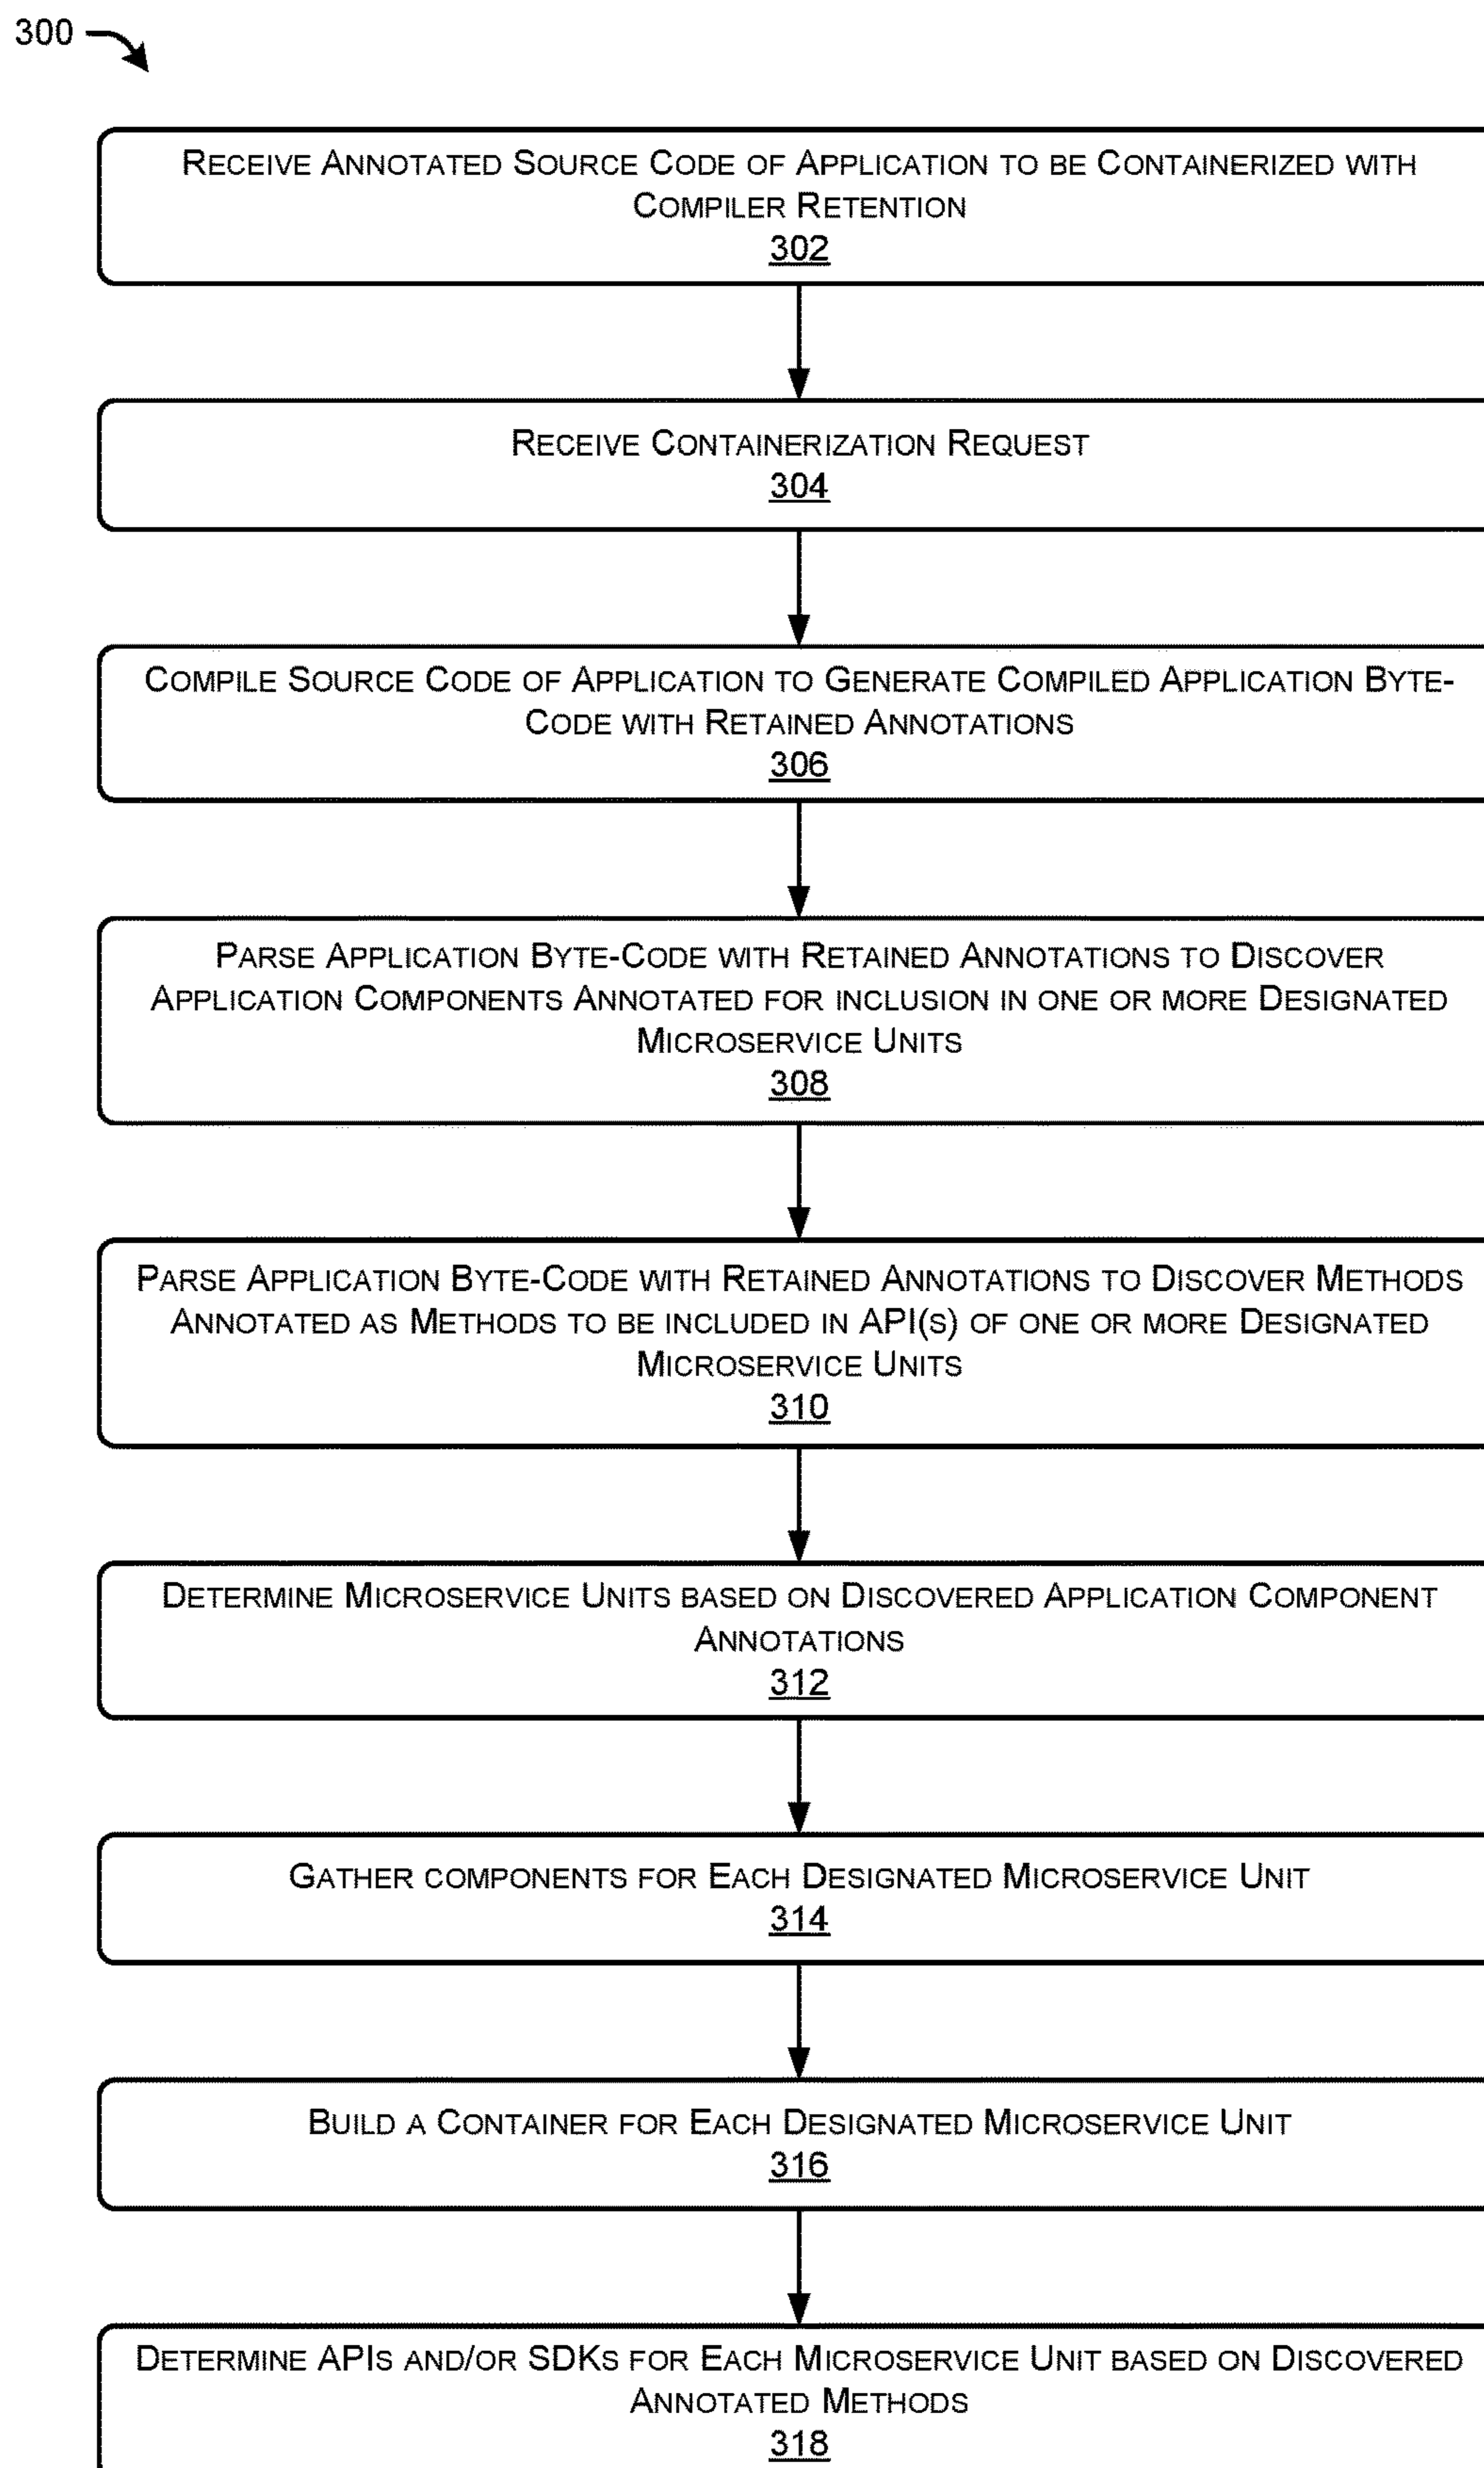 300
Receive Annotated Source Code of Application to be Containerized with
Compiler Retention
302
Receive Containerization Request
304
Compile Source Code of Application to Generate Compiled Application Byte-
Code with Retained Annotations
306
Parse Application Byte-Code with Retained Annotations to Discover
Application Components Annotated for inclusion in one or more Designated
Microservice Units
308
Parse Application Byte-Code with Retained Annotations to Discover Methods
Annotated as Methods to be included in API(s) of one or more Designated
Microservice Units
310
Determine Microservice Units based on Discovered Application Component
Annotations
312
Gather components for Each Designated Microservice Unit
314
Build a Container for Each Designated Microservice Unit
316
Determine APIs and/or SDKs for Each Microservice Unit based on Discovered
Annotated Methods
318